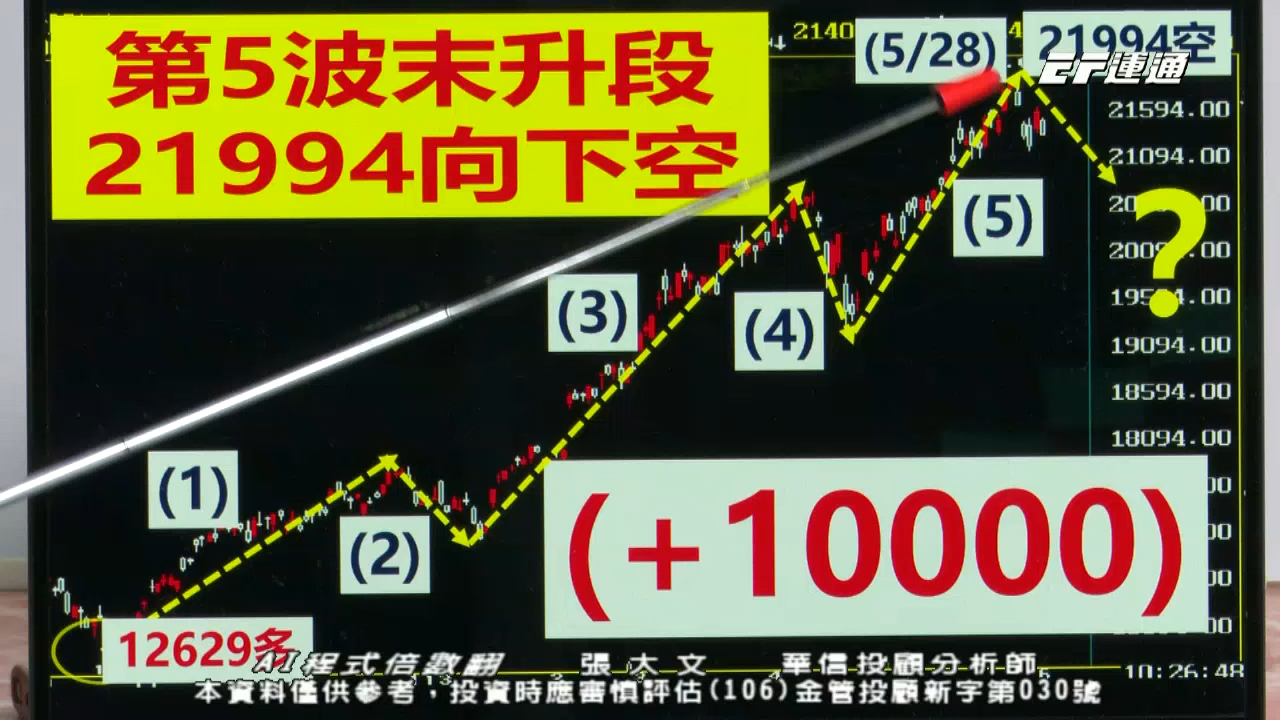 第5波末升段
21994向下空
(5/28)
21994空
EF運通
2140
4
21594.00
21094.00
(5)
(3)
(4)
19094.00
18594.00
18094.00
(1)
(2)
(+10000)
?
12629多
AI程式倍數翻 張大文 華信投顧分析師
10:26:48
本資料僅供參考，投資時應審慎評估(106)金管投顧新字第030號